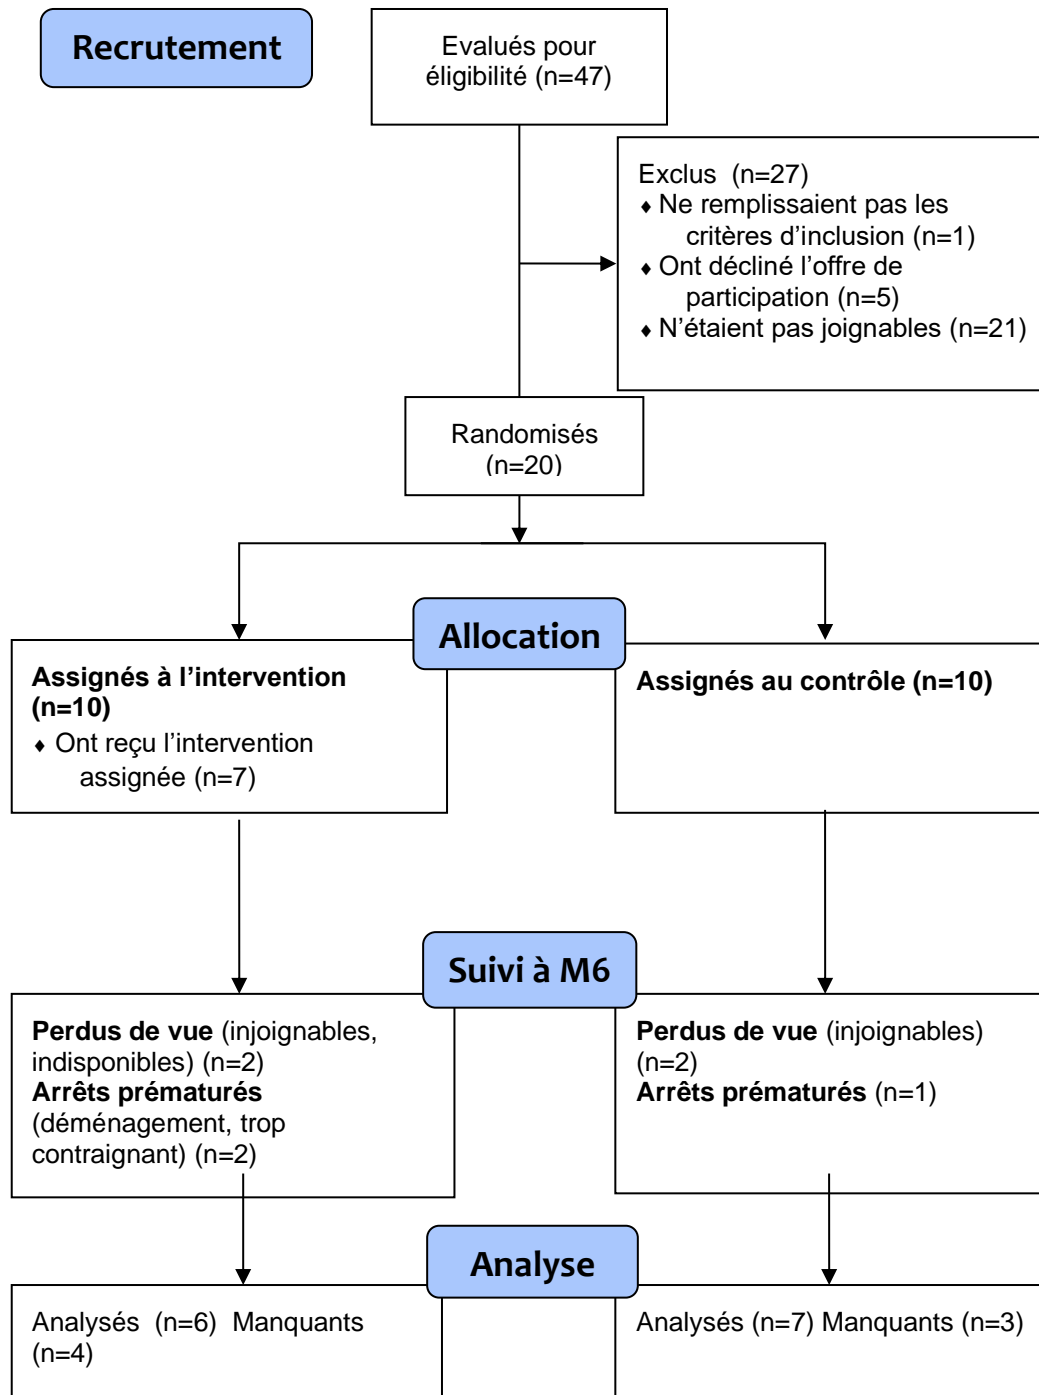 Recrutement
Evalués pour
éligibilité (n=47)
Exclus  (n=27)
♦ Ne remplissaient pas les
critères d’inclusion (n=1)
♦ Ont décliné l’offre de
participation (n=5)
♦ N’étaient pas joignables (n=21)
Randomisés
(n=20)
Allocation
Assignés à l’intervention
(n=10)
♦ Ont reçu l’intervention
assignée (n=7)
Assignés au contrôle (n=10)
Suivi à M6
Perdus de vue (injoignables,
indisponibles) (n=2)
Arrêts prématurés
(déménagement, trop
contraignant) (n=2)
Perdus de vue (injoignables)
(n=2)
Arrêts prématurés (n=1)
Analyse
Analysés  (n=6)  Manquants
(n=4)
Analysés (n=7) Manquants (n=3)